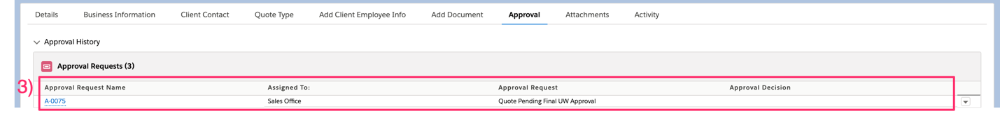 Details Business Information Client Contact Quote Type Add Client Employee Info Add Document Approval Attachments Activity
Approval History
Approval Requests (3)
3)
Approval Request Name Assigned To: Approval Request Approval Decision
A-0075 Sales Office Quote Pending Final UW Approval